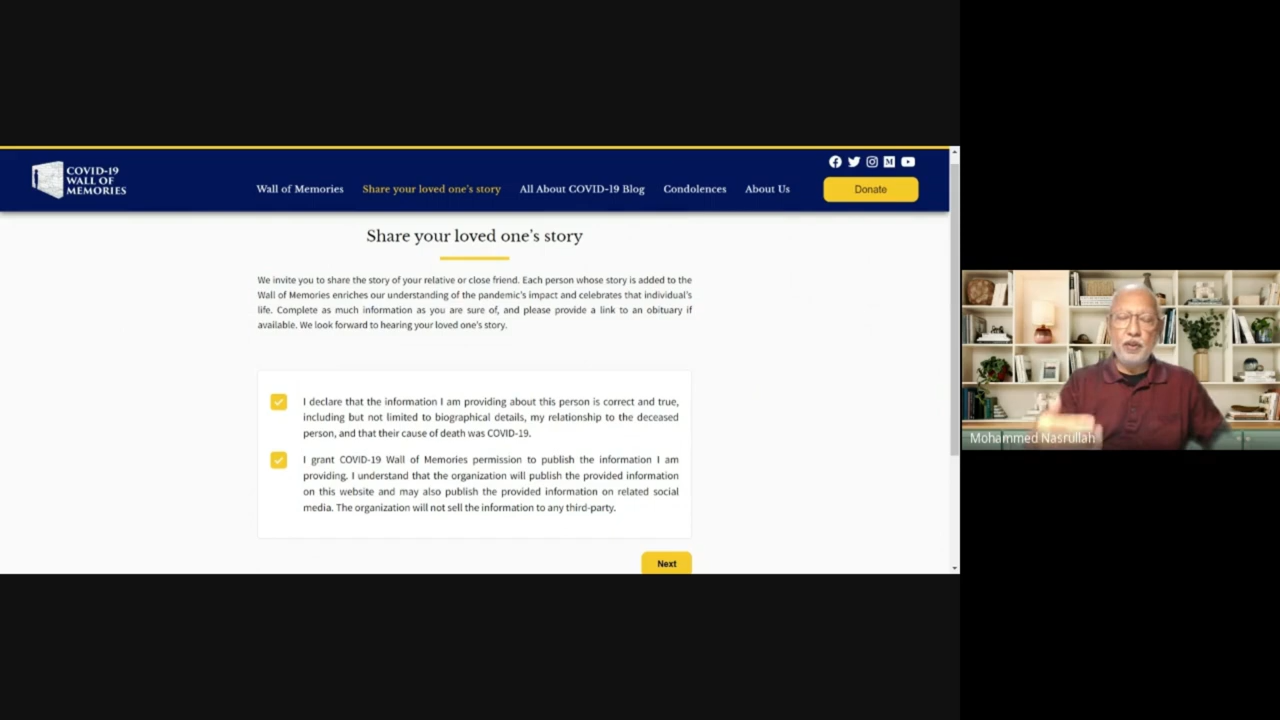 COVID-19
WALL OF
MEMORIES
Wall of Memories
Share your loved one's story
All About COVID-19 Blog
Condolences
About Us
Donate
Share your loved one's story
We invite you to share the story of your relative or close friend. Each person whose story is added to the
Wall of Memories enriches our understanding of the pandemic's impact and celebrates that individual's
life. Complete as much information as you are sure of, and please provide a link to an obituary if
available. We look forward to hearing your loved one's story.
I declare that the information I am providing about this person is correct and true,
including but not limited to biographical details, my relationship to the deceased
person, and that their cause of death was COVID-19.
I grant COVID-19 Wall of Memories permission to publish the information I am
providing. I understand that the organization will publish the provided information
on this website and may also publish the provided information on related social
media. The organization will not sell the information to any third-party.
Next
Mohammed Nasrullah